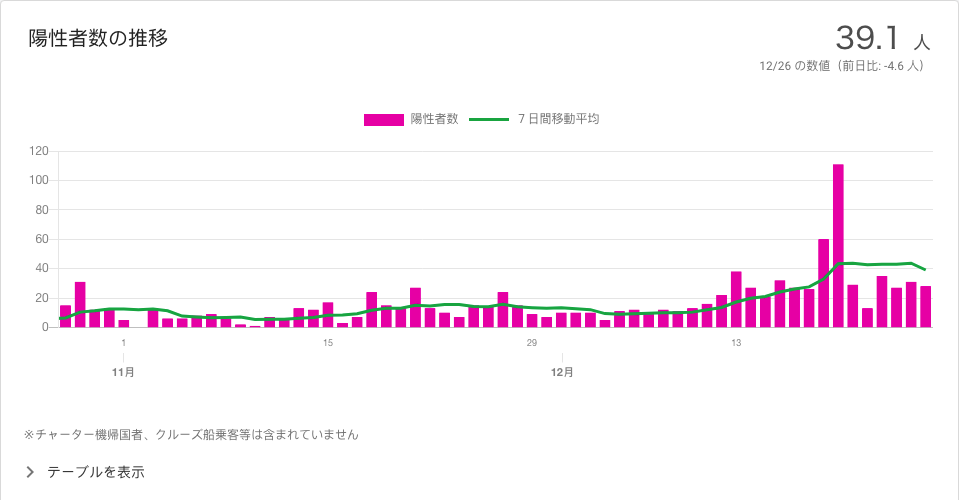 陽性者数の推移
39.1 人
12/26 の数値（前日比: -4.6 人）
陽性者数 7 日間移動平均
120
100
80
60
40
20
0
1 15 29 13
11月 12月
※チャーター機帰国者、クルーズ船乗客等は含まれていません
テーブルを表示